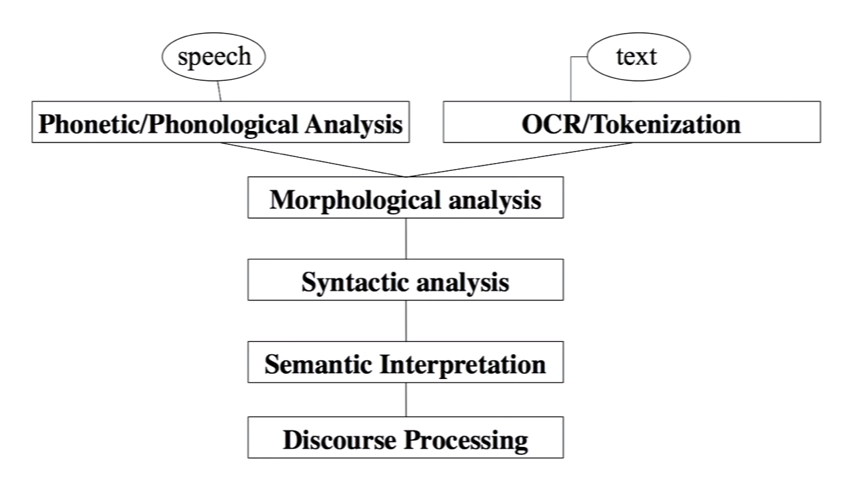 speech
text
Phonetic/Phonological Analysis
OCR/Tokenization
Morphological analysis
Syntactic analysis
Semantic Interpretation
Discourse Processing